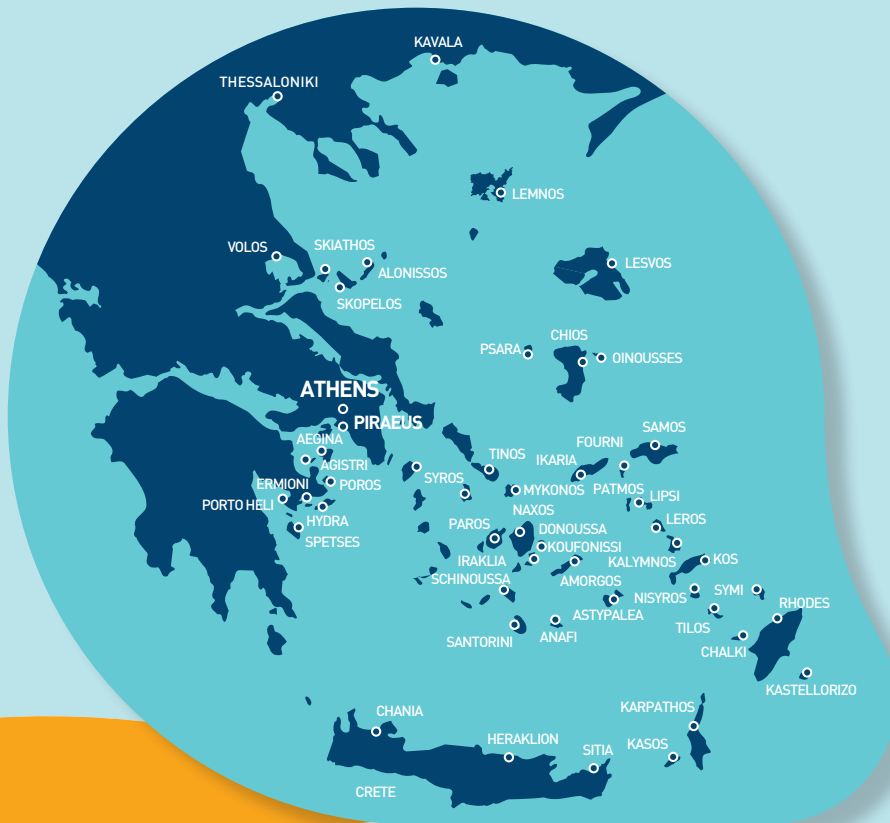 KAVALA
THESSALONIKI
LEMNOS
VOLOS
SKIATHOS
ALONISSOS
SKOPELOS
LESVOS
PSARA
CHIOS
OINOUSSES
ATHENS
PIRAEUS
AEGINA
AGISTRI
ERMIONI
POROS
PORTO HELI
HYDRA
SPETSES
SYROS
TINOS
MYKONOS
IKARIA
FOURNI
SAMOS
PATMOS
LIPSI
LEROS
NAXOS
PAROS
DONOUSSA
KOUFONISSI
IRAKLIA
SCHINOUSSA
AMORGOS
KALYMNOS
KOS
ASTYPALEA
NISYROS
SYMI
RHODES
SANTORINI
ANAFI
TILOS
CHALKI
KASTELLORIZO
KARPATHOS
KASOS
CHANIA
HERAKLION
SITIA
CRETE